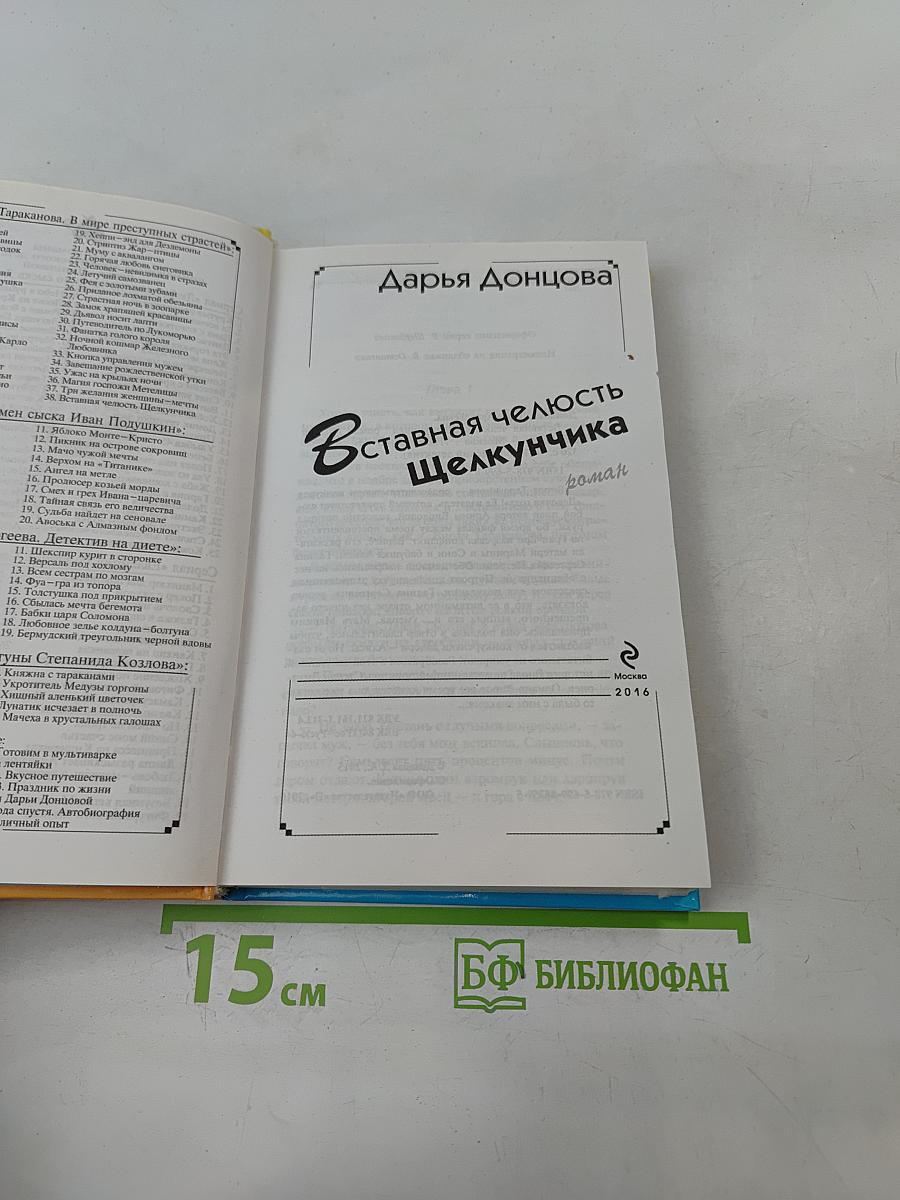 Тараканова. В мире преступных страстей»:
19. Хеппи-энд для Дездемоны
20. Стриптиз Жар-птицы
21. Муму с аквалангом
22. Горячая любовь снеговика
23. Человек-невидимка в стразах
24. Летучий самозванец
25. Фея с золотыми зубами
26. Приданое лохматой обезьяны
27. Страстная ночь в зоопарке
28. Замок храпящей красавицы
29. Дьявол носит лапти
30. Путеводитель по Лукоморью
31. Фанатка голого короля
32. Ночной кошмар Железного
Любовника
33. Кнопка управления мужем
34. Завещание рождественской утки
35. Ужас на крыльях ночи
36. Магия госпожи Метелицы
37. Три желания женщины-мечты
38. Вставная челюсть Щелкунчика
Карло
мен сыска Иван Подушкин»:
11. Яблоко Монте-Кристо
12. Пикник на острове сокровищ
13. Мачо чужой мечты
14. Верхом на «Титанике»
15. Ангел на метле
16. Продюсер козьей морды
17. Смех и грех Ивана-царевича
18. Тайная связь его величества
19. Судьба найдет на сеновале
20. Авоська с Алмазным фондом
ргеева. Детектив на диете»:
11. Шекспир курит в сторонке
12. Версаль под хохлому
13. Всем сестрам по мозгам
14. Фуа-гра из топора
15. Толстушка под прикрытием
16. Сбылась мечта бегемота
17. Бабки царя Соломона
18. Любовное зелье колдуна-болтуна
19. Бермудский треугольник черной вдовы
туны Степанида Козлова»:
Княжна с тараканами
Укротитель Медузы горгоны
Хищный аленький цветочек
Лунатик исчезает в полночь
Мачеха в хрустальных галошах
е:
Готовим в мультиварке
лентяйки
Вкусное путешествие
Праздник по жизни
Дарьи Донцовой
ода спустя. Автобиография
личный опыт
Дарья Донцова
Вставная челюсть
Щелкунчика
роман
Москва
2016
15 см
БФ БИБЛИОФАН